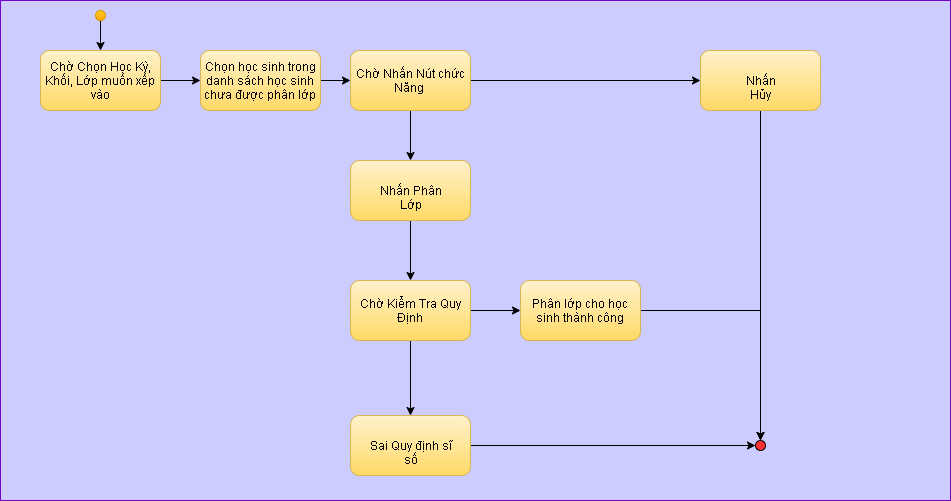 Chờ Chọn Học Kỳ,
Khối, Lớp muốn xếp
vào
Chọn học sinh trong
danh sách học sinh
chưa được phân lớp
Chờ Nhấn Nút chức
Năng
Nhấn
Hủy
Nhấn Phân
Lớp
Chờ Kiểm Tra Quy
Định
Phân lớp cho học
sinh thành công
Sai Quy định sĩ
số